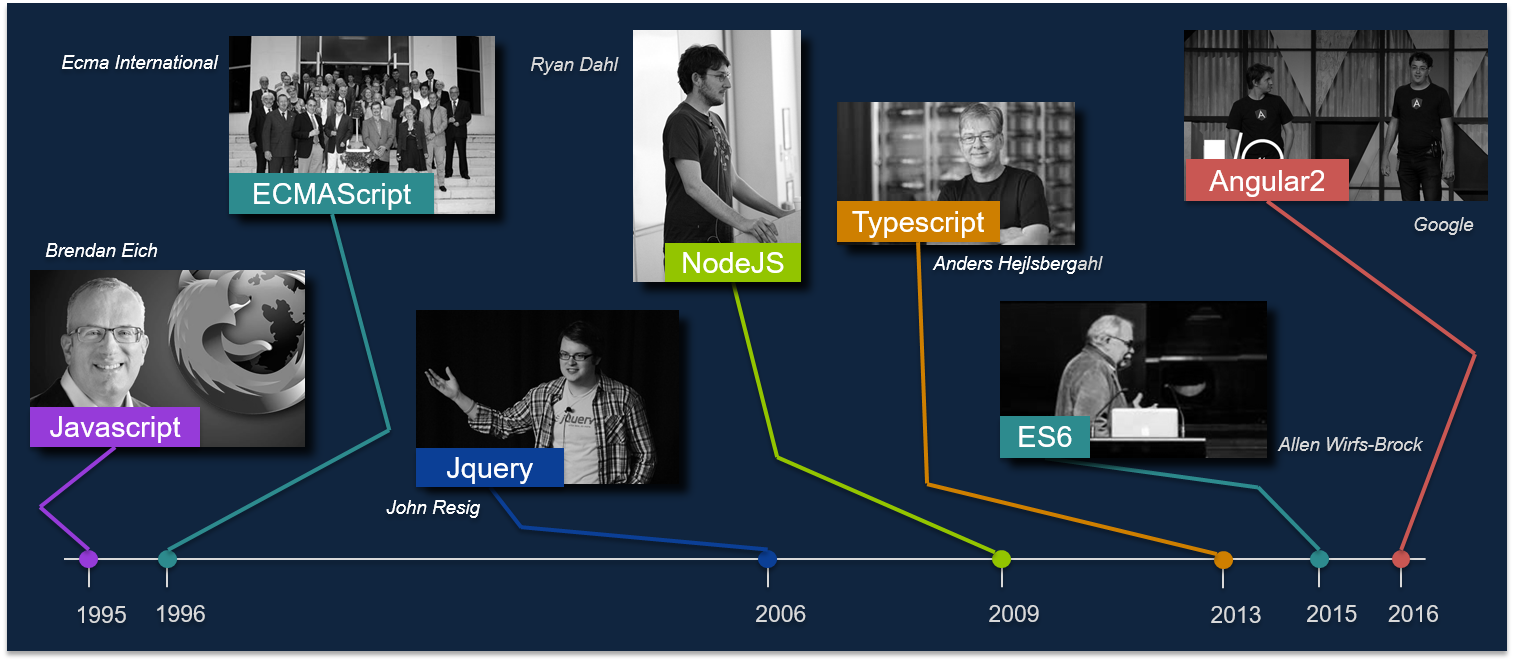 Ecma International
Ryan Dahl
ECMAScript
Typescript
Angular2
Google
Brendan Eich
NodeJS
Anders Hejlsbergahl
Javascript
jQuery
Jquery
John Resig
ES6
Allen Wirfs-Brock
I/O
A
A
1995
1996
2006
2009
2013
2015
2016